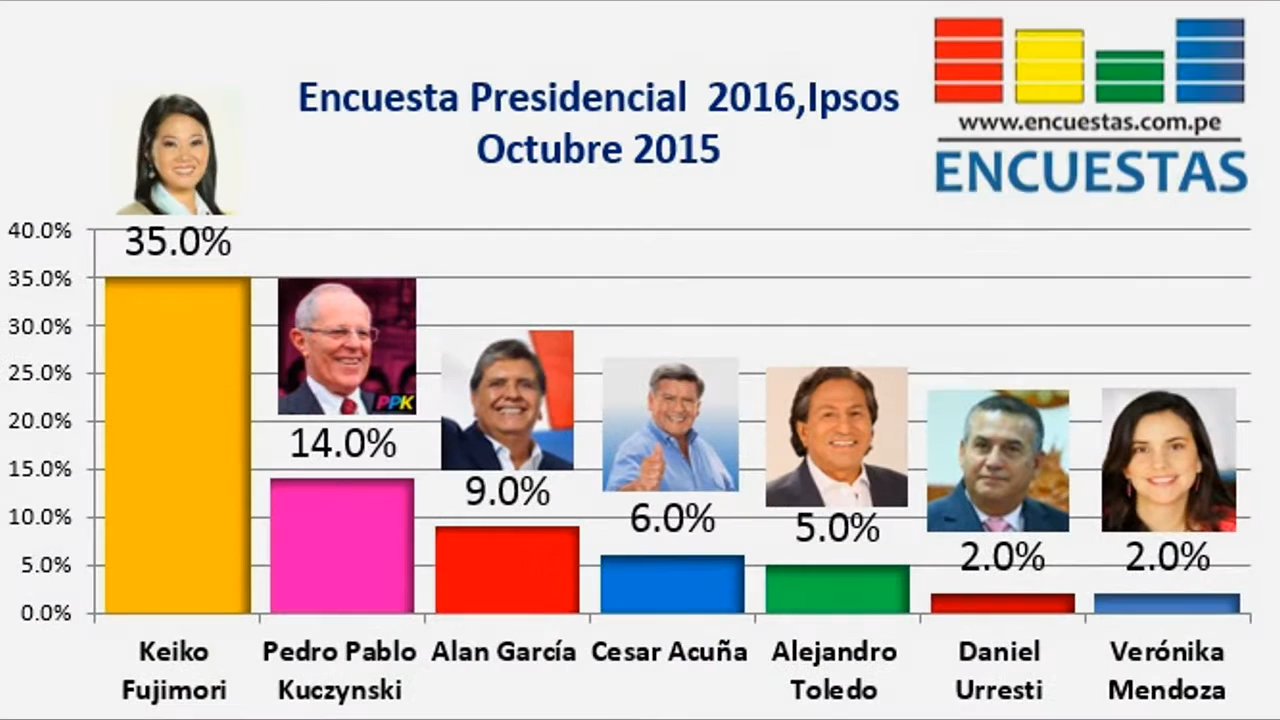 Encuesta Presidencial 2016,Ipsos
Octubre 2015
www.encuestas.com.pe
ENCUESTAS
40.0%
35.0%
30.0%
25.0%
20.0%
15.0%
10.0%
5.0%
0.0%
35.0%
14.0%
9.0%
6.0%
5.0%
2.0%
2.0%
PPK
Keiko
Fujimori
Pedro Pablo
Kuczynski
Alan García
Cesar Acuña
Alejandro
Toledo
Daniel
Urresti
Verónika
Mendoza